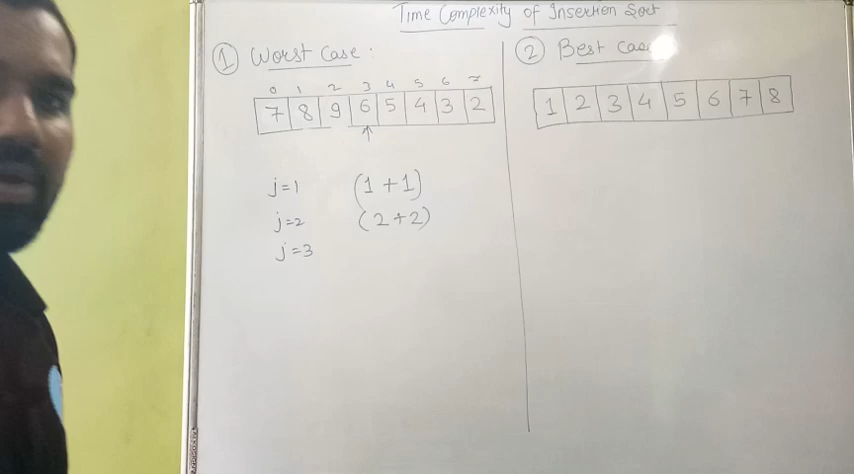 Time Complexity of Insertion Sort
① Worst Case:
0 1 2 3 4 5 6 7
7 8 9 6 5 4 3 2
↑
j=1 (1+1)
j=2 (2+2)
j=3
② Best Case
1 2 3 4 5 6 7 8